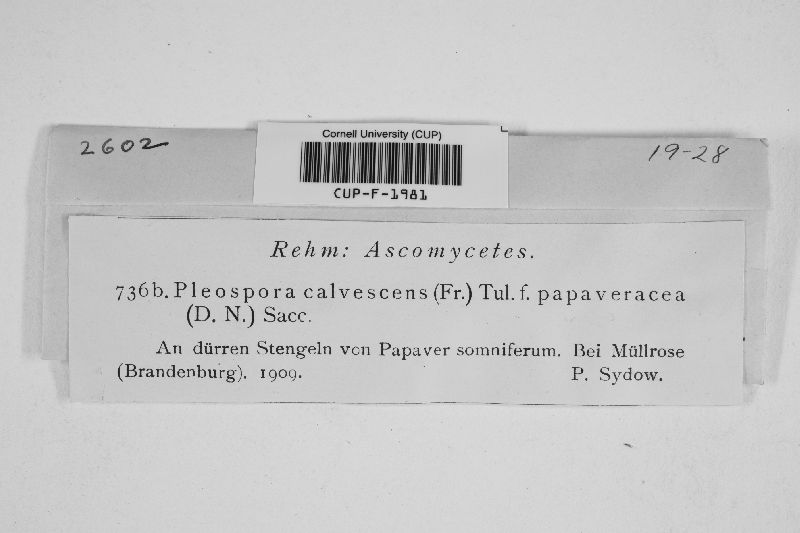 Cornell University (CUP)
CUP-F-1981
2602
19-28
Rehm: Ascomycetes.
736b. Pleospora calvescens (Fr.) Tul. f. papaveracea
(D. N.) Sacc.
An dürren Stengeln von Papaver somniferum. Bei Müllrose
(Brandenburg). 1909. P. Sydow.